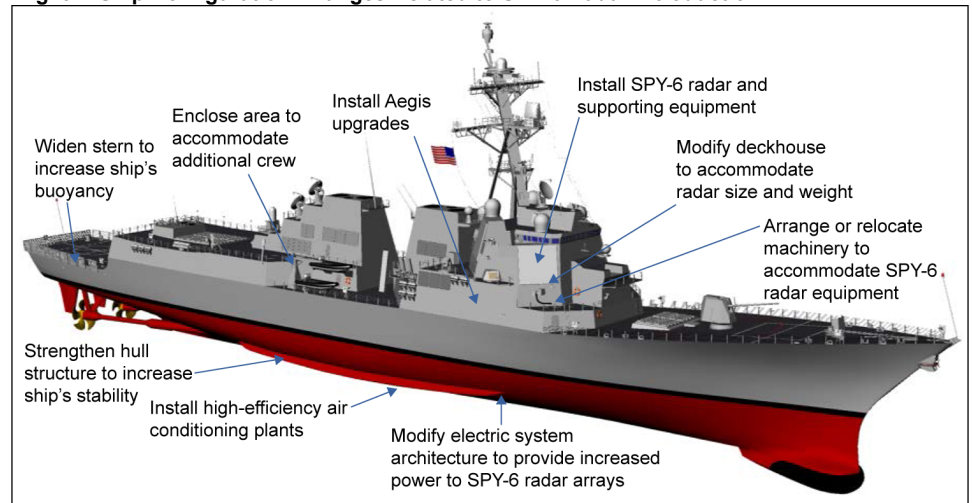 Install SPY-6 radar and
supporting equipment
Install Aegis
upgrades
Enclose area to
accommodate
additional crew
Widen stern to
increase ship's
buoyancy
Modify deckhouse
to accommodate
radar size and weight
Arrange or relocate
machinery to
accommodate SPY-6
radar equipment
Strengthen hull
structure to increase
ship's stability
Install high-efficiency air
conditioning plants
Modify electric system
architecture to provide increased
power to SPY-6 radar arrays